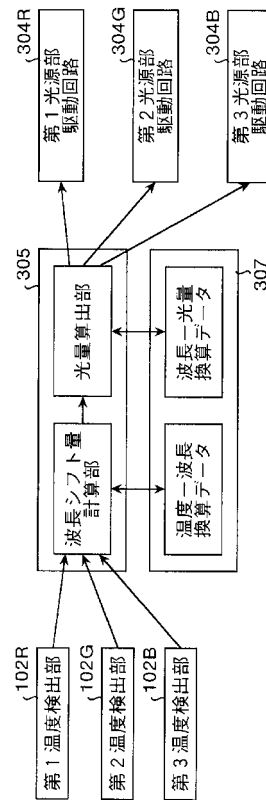 102R
第1温度検出部
102G
第2温度検出部
102B
第3温度検出部
305
波長シフト量
計算部
光量算出部
温度ー波長
換算データ
波長ー光量
換算データ
307
304R
第1光源部
駆動回路
304G
第2光源部
駆動回路
304B
第3光源部
駆動回路